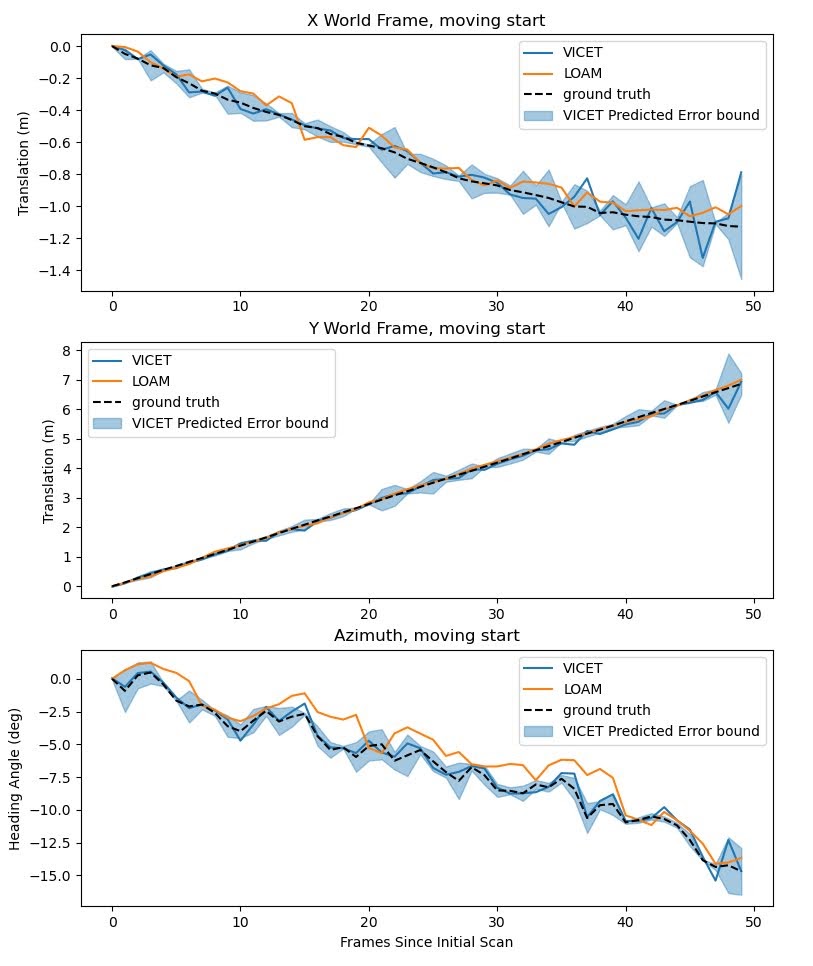 X World Frame, moving start
Translation (m)
0.0
−0.2
−0.4
−0.6
−0.8
−1.0
−1.2
−1.4
VICET
LOAM
ground truth
VICET Predicted Error bound
0 10 20 30 40 50
Y World Frame, moving start
Translation (m)
8
7
6
5
4
3
2
1
0
VICET
LOAM
ground truth
VICET Predicted Error bound
0 10 20 30 40 50
Azimuth, moving start
Heading Angle (deg)
0.0
−2.5
−5.0
−7.5
−10.0
−12.5
−15.0
VICET
LOAM
ground truth
VICET Predicted Error bound
0 10 20 30 40 50
Frames Since Initial Scan